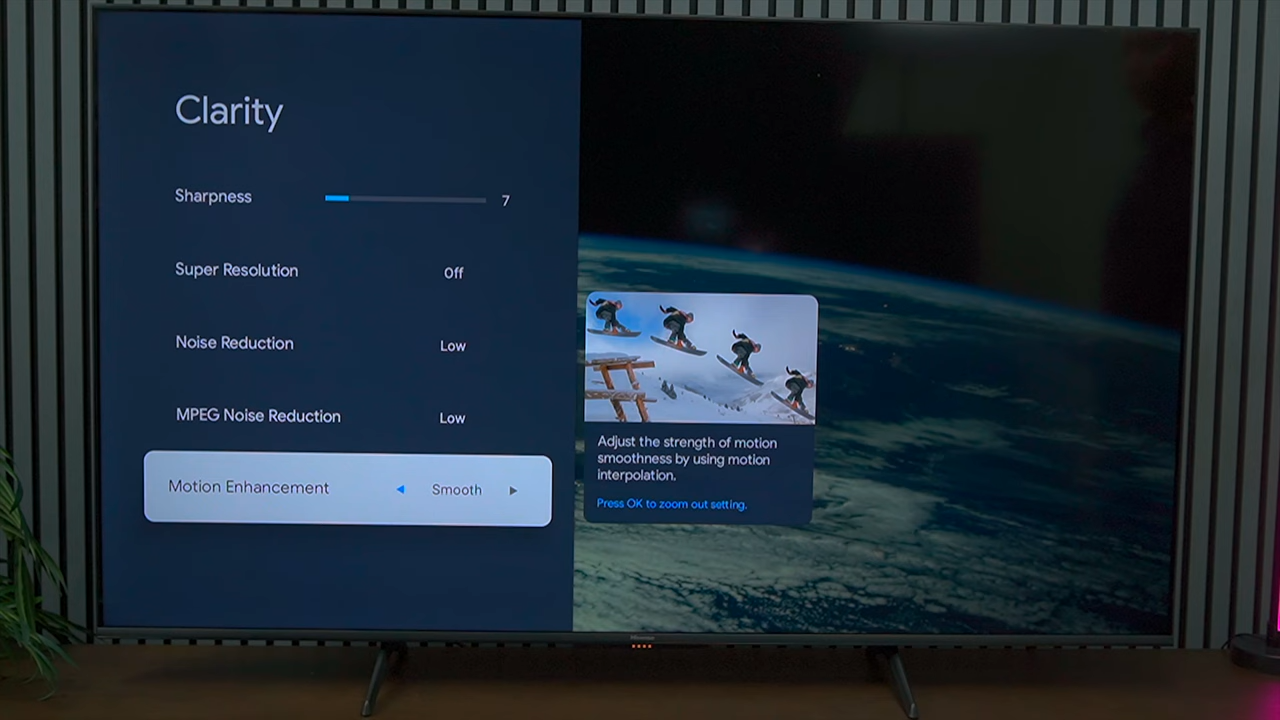 Clarity
Sharpness 7
Super Resolution Off
Noise Reduction Low
MPEG Noise Reduction Low
Motion Enhancement Smooth
Adjust the strength of motion
smoothness by using motion
interpolation.
Press OK to zoom out setting.
Hisense